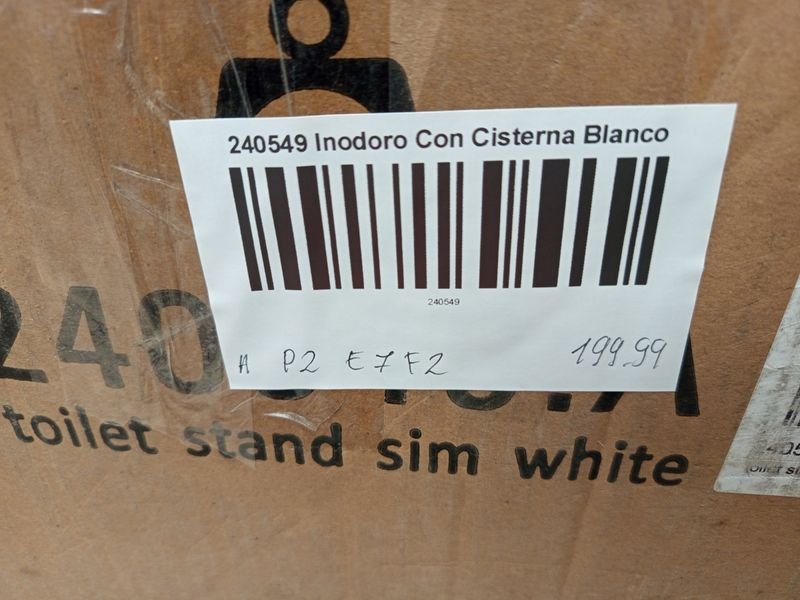 240549 Inodoro Con Cisterna Blanco
240549
A P2 E7F2
199.99
toilet stand sim white